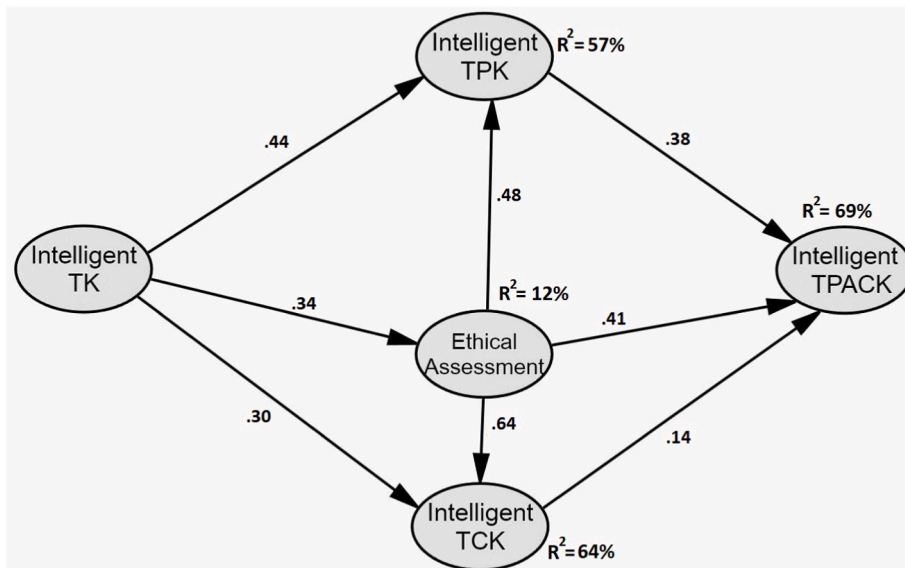 Intelligent
TPK
R²= 57%
.44
.38
.48
R²= 69%
Intelligent
TK
Intelligent
TPACK
.34
R²= 12%
.41
Ethical
Assessment
.30
.64
.14
Intelligent
TCK
R²= 64%